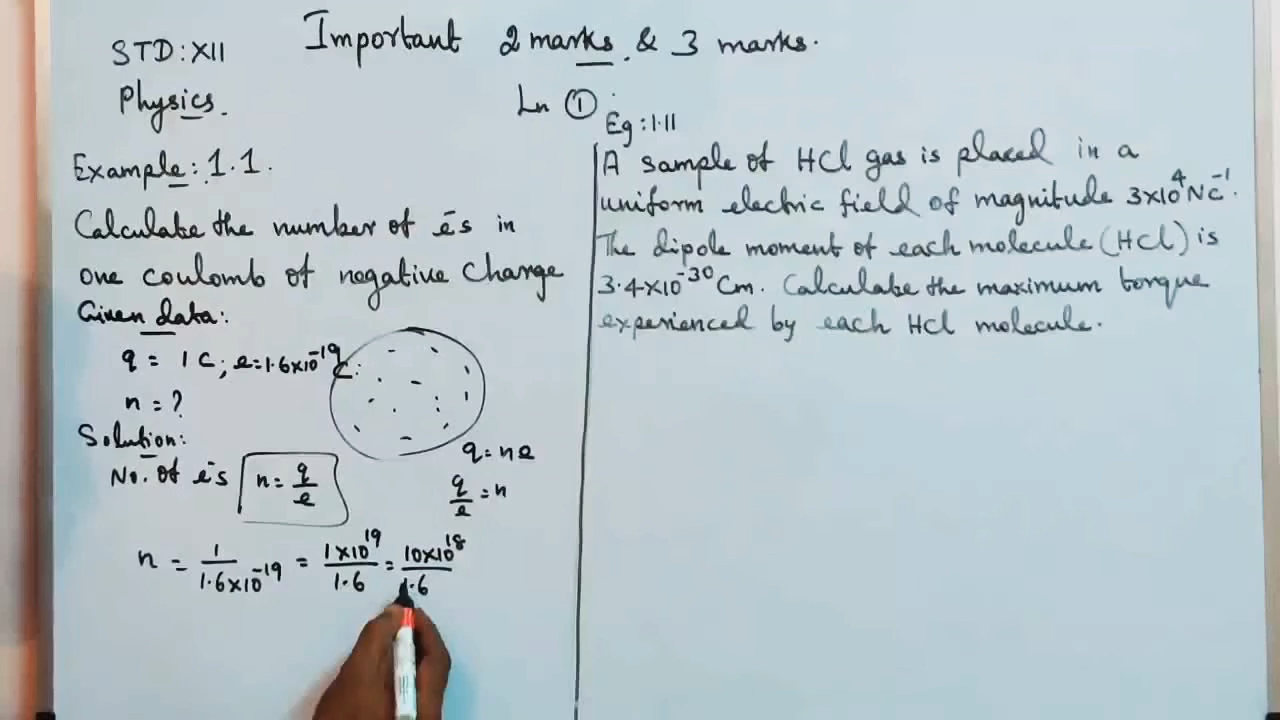 Important 2 marks & 3 marks.
STD: XII
Physics.
Ln ①
Example: 1.1.
Calculate the number of e̅s in
one coulomb of negative Charge
Given data:
q = 1 C; e=1.6×10⁻¹⁹C.
n = ?
Solution:
No. of e⁻s n = q/e
q = ne
q/e = n
n = 1/1.6×10⁻¹⁹ = 1×10¹⁹/1.6 = 10×10¹⁸/1.6
Eg: 1.11
A sample of HCl gas is placed in a
uniform electric field of magnitude 3×10⁴ NC⁻¹.
The dipole moment of each molecule (HCl) is
3.4×10⁻³⁰ Cm. Calculate the maximum torque
experienced by each HCl molecule.